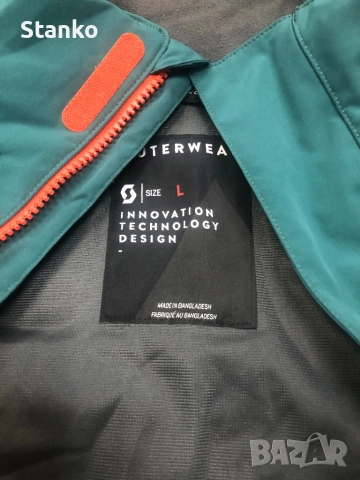 Stanko
UTERWEA
SIZE L
INNOVATION
TECHNOLOGY
DESIGN
-
MADE IN BANGLADESH
FABRIQUÉ AU BANGLADESH
BAZAR